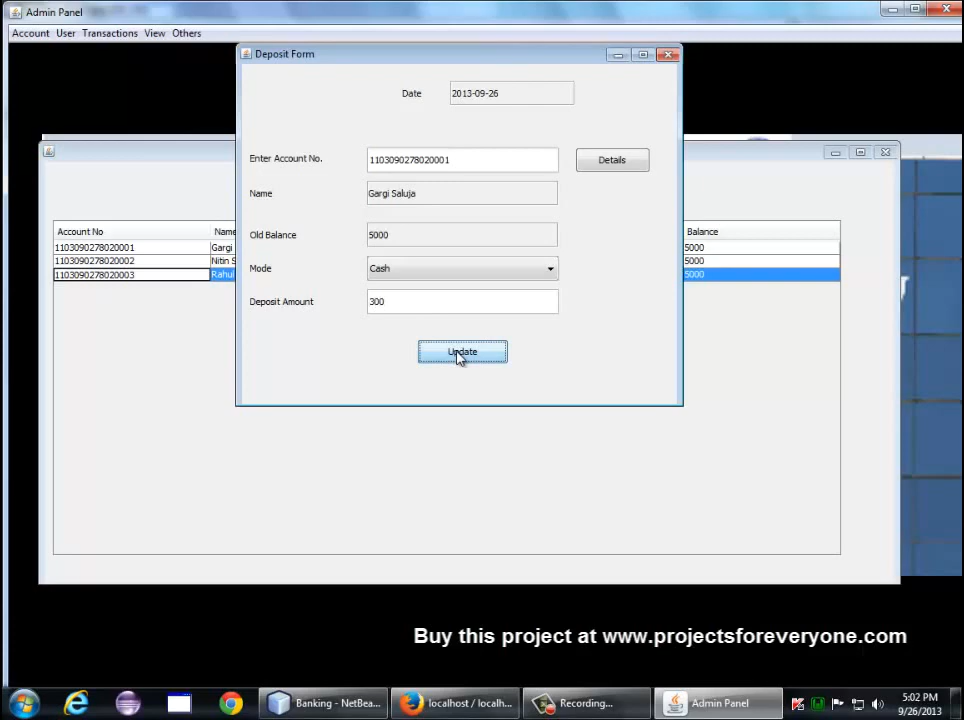 Admin Panel
Account User Transactions View Others
Deposit Form
Date 2013-09-26
Enter Account No. 1103090278020001 Details
Name Gargi Saluja
Old Balance 5000
Mode Cash
Deposit Amount 300
Update
Account No Name Balance
1103090278020001 Gargi 5000
1103090278020002 Nitin S 5000
1103090278020003 Rahul 5000
Buy this project at www.projectsforeveryone.com
Banking - NetBea... localhost / localh... Recording... Admin Panel
5:02 PM
9/26/2013